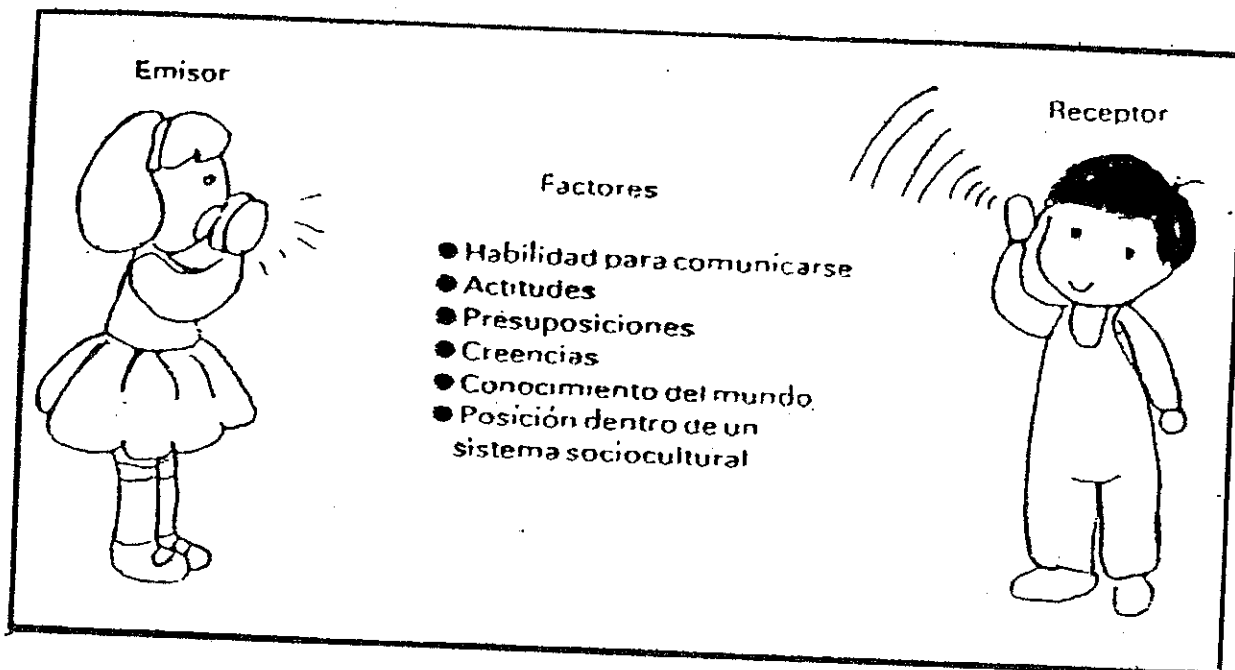 Emisor
Receptor
Factores
● Habilidad para comunicarse
● Actitudes
● Presuposiciones
● Creencias
● Conocimiento del mundo
● Posición dentro de un
sistema sociocultural